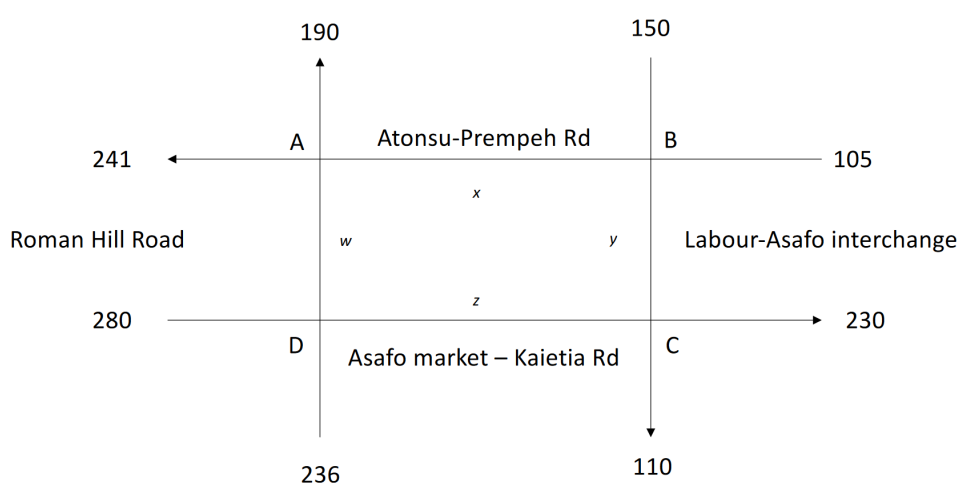 190
150
A
Atonsu-Prempeh Rd
B
241
105
x
Roman Hill Road
w
y
Labour-Asafo interchange
z
280
230
D
Asafo market – Kaietia Rd
C
236
110